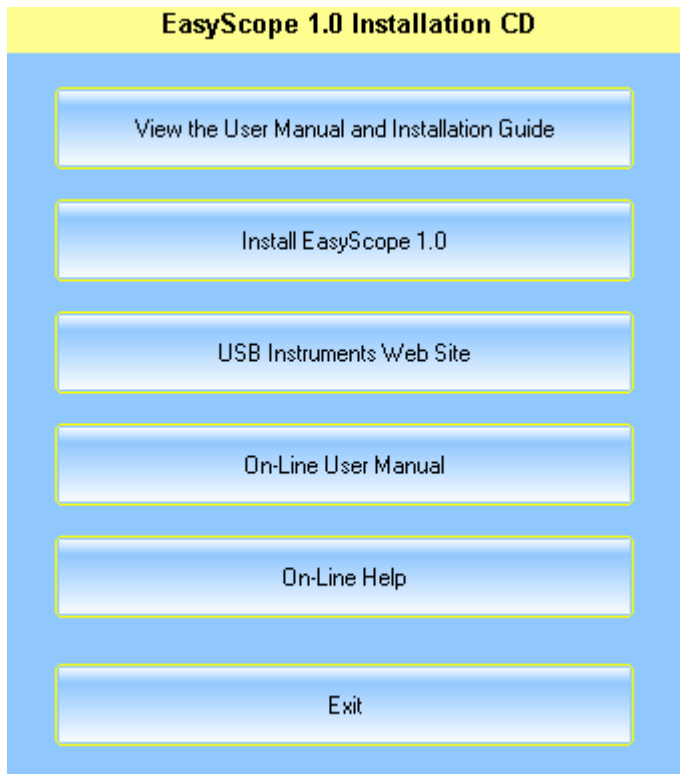 EasyScope 1.0 Installation CD
View the User Manual and Installation Guide
Install EasyScope 1.0
USB Instruments Web Site
On-Line User Manual
On-Line Help
Exit